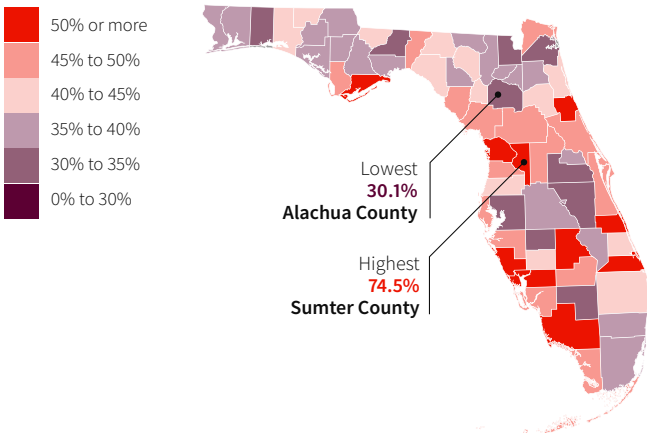 50% or more
45% to 50%
40% to 45%
35% to 40%
30% to 35%
0% to 30%
Lowest
30.1%
Alachua County
Highest
74.5%
Sumter County